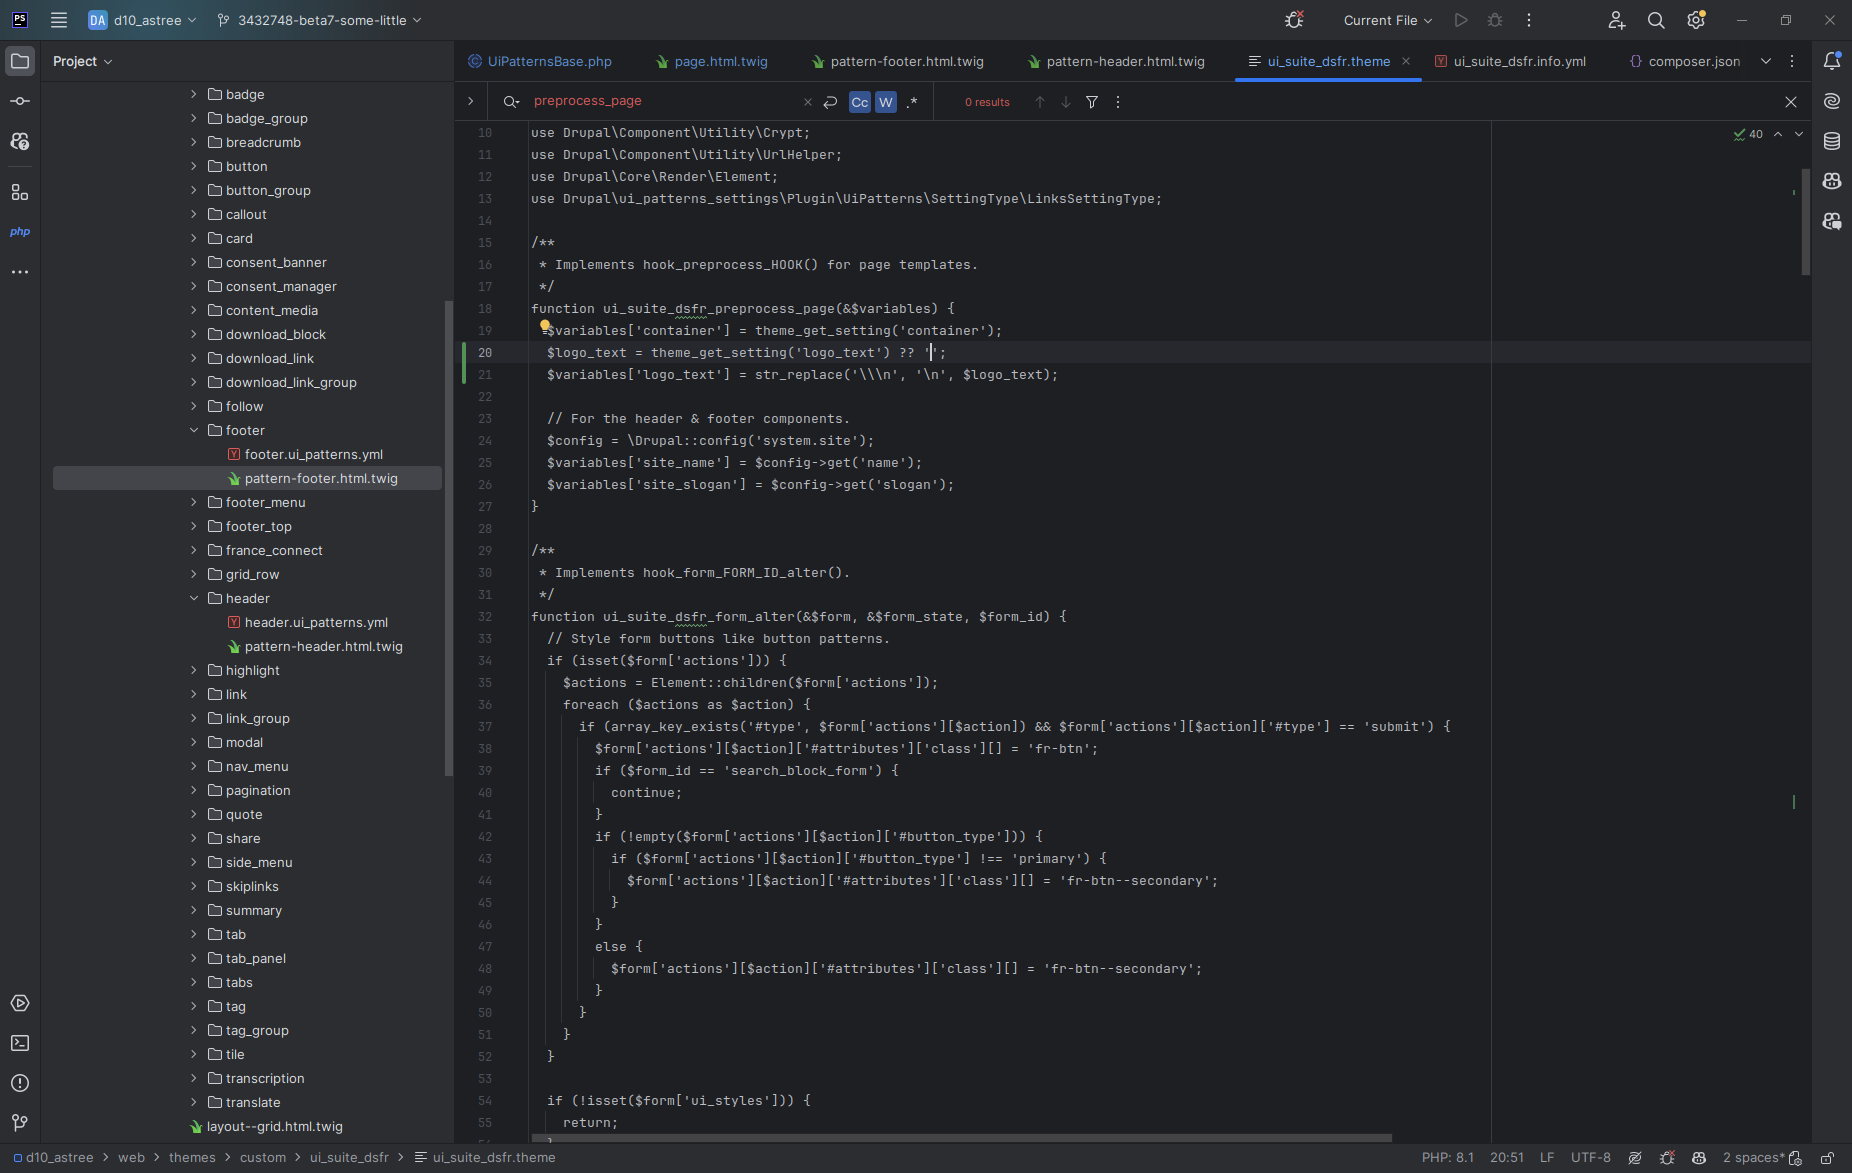 PS DA d10_astree 3432748-beta7-some-little Current File
Project
UiPatternsBase.php page.html.twig pattern-footer.html.twig pattern-header.html.twig ui_suite_dsfr.theme ui_suite_dsfr.info.yml composer.json
preprocess_page Cc W .* 0 results
40
php
badge
badge_group
breadcrumb
button
button_group
callout
card
consent_banner
consent_manager
content_media
download_block
download_link
download_link_group
follow
footer
footer.ui_patterns.yml
pattern-footer.html.twig
footer_menu
footer_top
france_connect
grid_row
header
header.ui_patterns.yml
pattern-header.html.twig
highlight
link
link_group
modal
nav_menu
pagination
quote
share
side_menu
skiplinks
summary
tab
tab_panel
tabs
tag
tag_group
tile
transcription
translate
layout--grid.html.twig
10 use Drupal\Component\Utility\Crypt;
11 use Drupal\Component\Utility\UrlHelper;
12 use Drupal\Core\Render\Element;
13 use Drupal\ui_patterns_settings\Plugin\UiPatterns\SettingType\LinksSettingType;
14
15 /**
16 * Implements hook_preprocess_HOOK() for page templates.
17 */
18 function ui_suite_dsfr_preprocess_page(&$variables) {
19 $variables['container'] = theme_get_setting('container');
20 $logo_text = theme_get_setting('logo_text') ?? '';
21 $variables['logo_text'] = str_replace('\\\n', '\n', $logo_text);
22
23 // For the header & footer components.
24 $config = \Drupal::config('system.site');
25 $variables['site_name'] = $config->get('name');
26 $variables['site_slogan'] = $config->get('slogan');
27 }
28
29 /**
30 * Implements hook_form_FORM_ID_alter().
31 */
32 function ui_suite_dsfr_form_alter(&$form, &$form_state, $form_id) {
33 // Style form buttons like button patterns.
34 if (isset($form['actions'])) {
35 $actions = Element::children($form['actions']);
36 foreach ($actions as $action) {
37 if (array_key_exists('#type', $form['actions'][$action]) && $form['actions'][$action]['#type'] == 'submit') {
38 $form['actions'][$action]['#attributes']['class'][] = 'fr-btn';
39 if ($form_id == 'search_block_form') {
40 continue;
41 }
42 if (!empty($form['actions'][$action]['#button_type'])) {
43 if ($form['actions'][$action]['#button_type'] !== 'primary') {
44 $form['actions'][$action]['#attributes']['class'][] = 'fr-btn--secondary';
45 }
46 }
47 else {
48 $form['actions'][$action]['#attributes']['class'][] = 'fr-btn--secondary';
49 }
50 }
51 }
52 }
53
54 if (!isset($form['ui_styles'])) {
55 return;
d10_astree > web > themes > custom > ui_suite_dsfr > ui_suite_dsfr.theme PHP: 8.1 20:51 LF UTF-8 2 spaces*